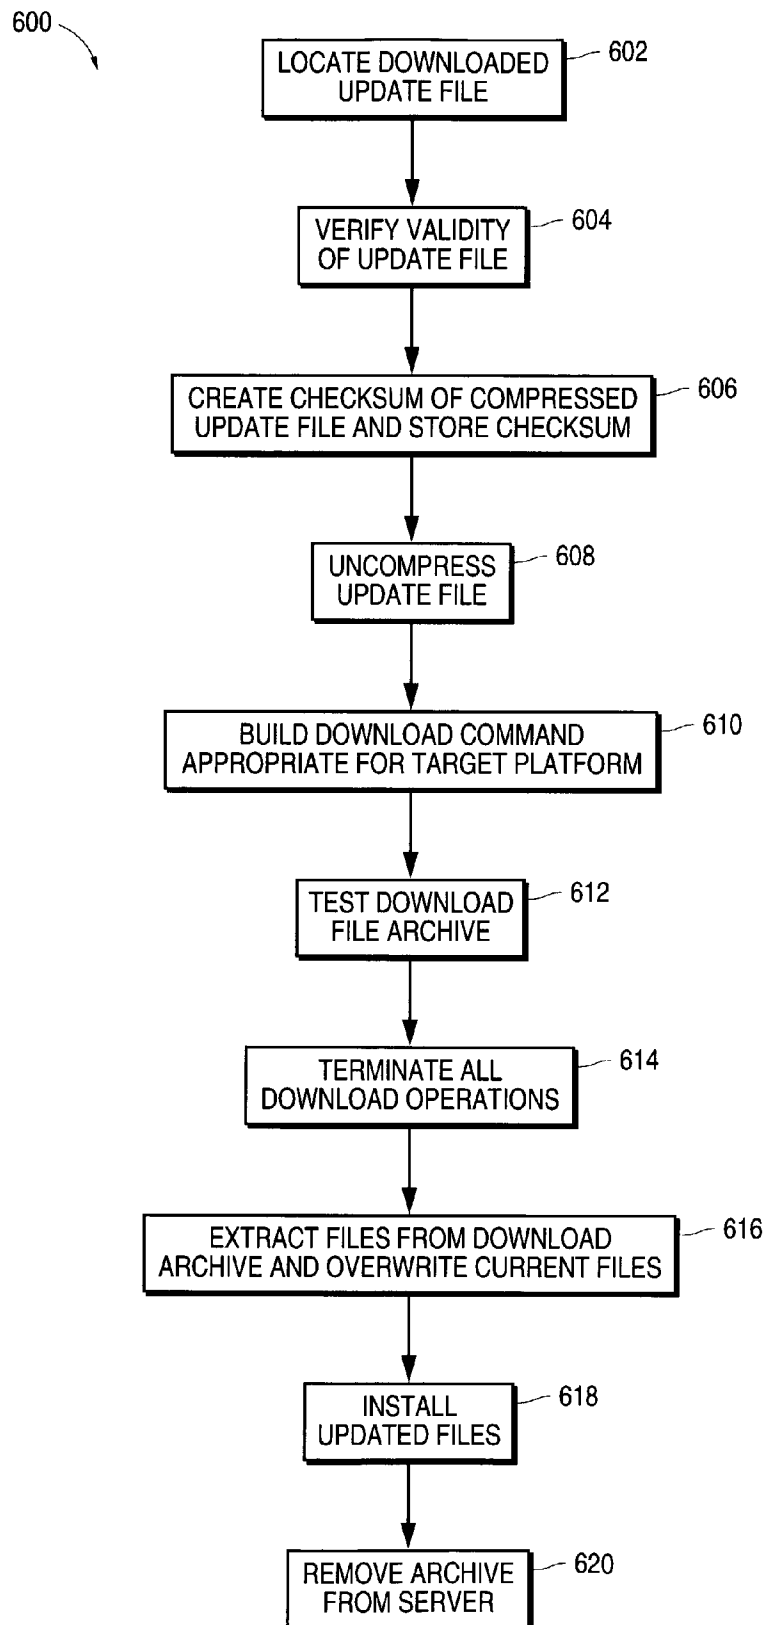 600
LOCATE DOWNLOADED
UPDATE FILE
602
VERIFY VALIDITY
OF UPDATE FILE
604
CREATE CHECKSUM OF COMPRESSED
UPDATE FILE AND STORE CHECKSUM
606
UNCOMPRESS
UPDATE FILE
608
BUILD DOWNLOAD COMMAND
APPROPRIATE FOR TARGET PLATFORM
610
TEST DOWNLOAD
FILE ARCHIVE
612
TERMINATE ALL
DOWNLOAD OPERATIONS
614
EXTRACT FILES FROM DOWNLOAD
ARCHIVE AND OVERWRITE CURRENT FILES
616
INSTALL
UPDATED FILES
618
REMOVE ARCHIVE
FROM SERVER
620